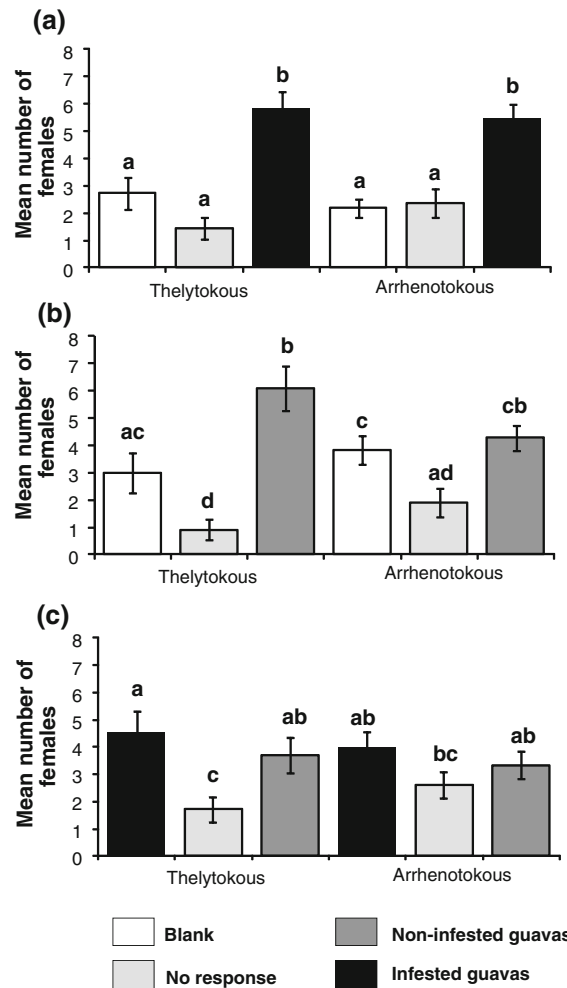 (a)
Mean number of females
8
7
6
5
4
3
2
1
0
a
a
b
a
a
b
Thelytokous
Arrhenotokous
(b)
Mean number of females
8
7
6
5
4
3
2
1
0
ac
d
b
c
ad
cb
Thelytokous
Arrhenotokous
(c)
Mean number of females
8
7
6
5
4
3
2
1
0
a
c
ab
ab
bc
ab
Thelytokous
Arrhenotokous
Blank
Non-infested guavas
No response
Infested guavas